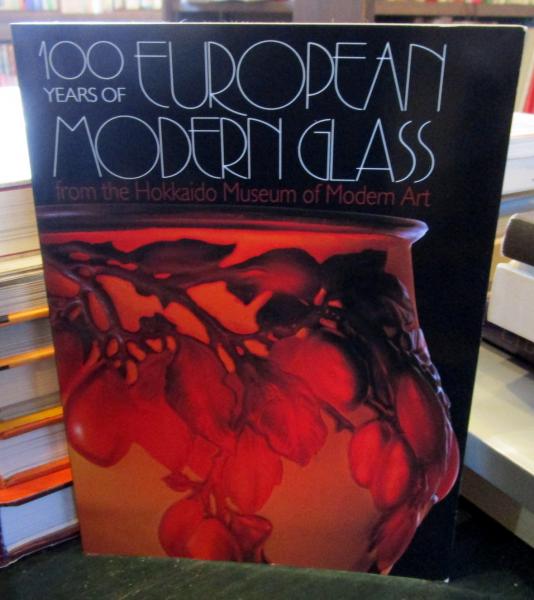 100 EUROPEAN
YEARS OF
MODERN GLASS
from the Hokkaido Museum of Modern Art